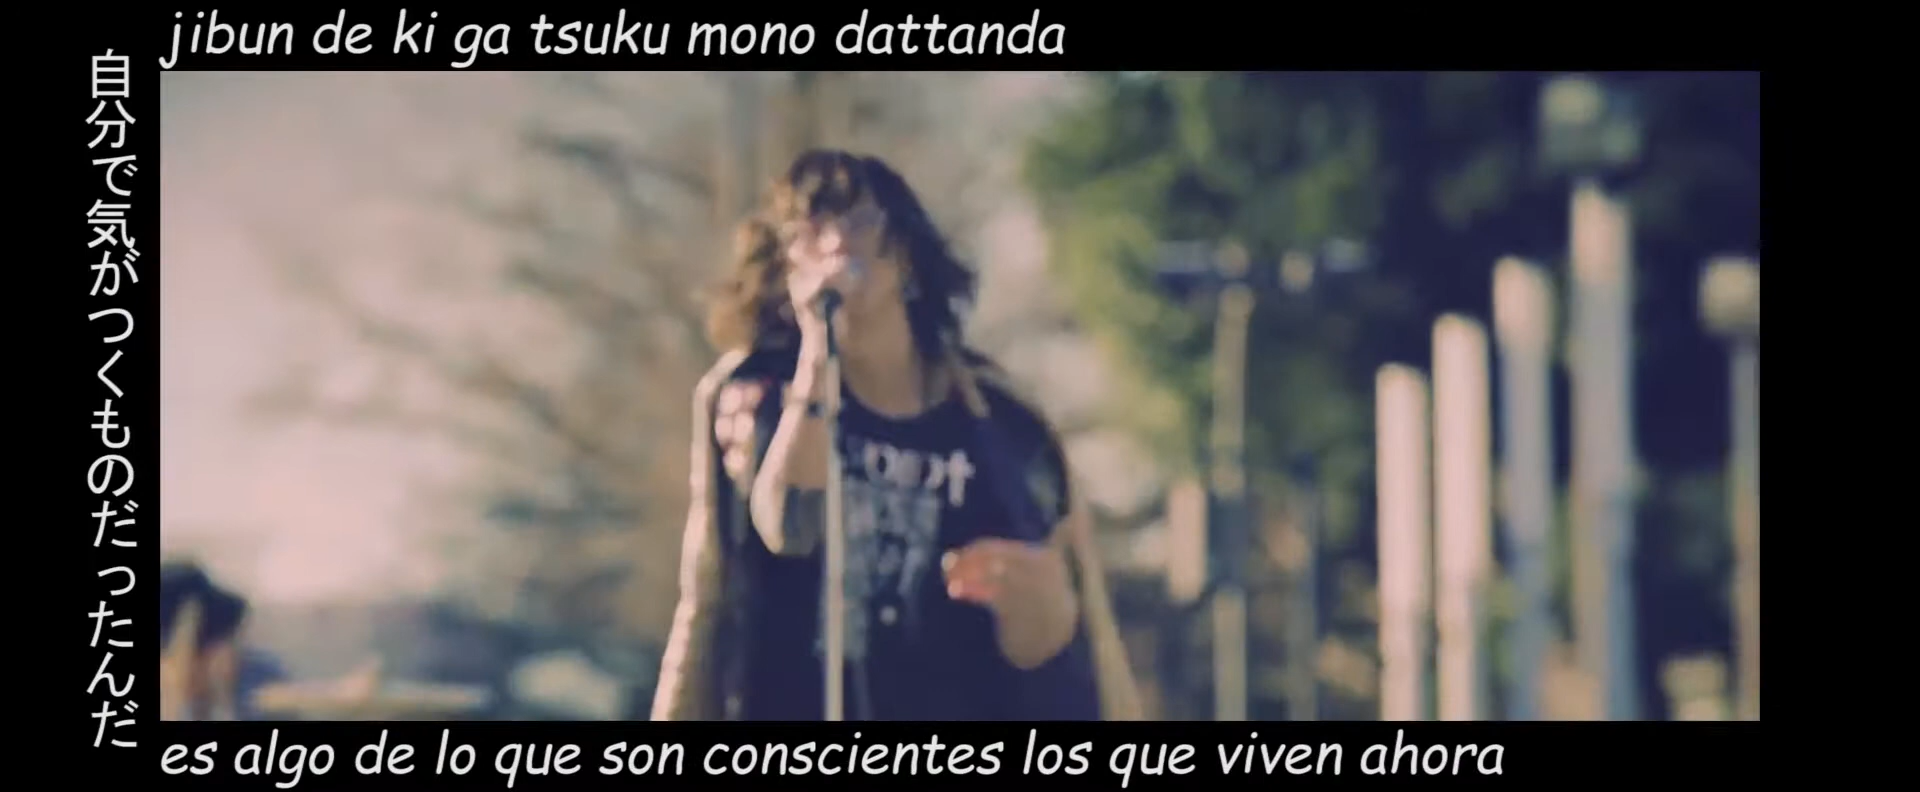 jibun de ki ga tsuku mono dattanda
自分で気がつくものだったんだ
es algo de lo que son conscientes los que viven ahora